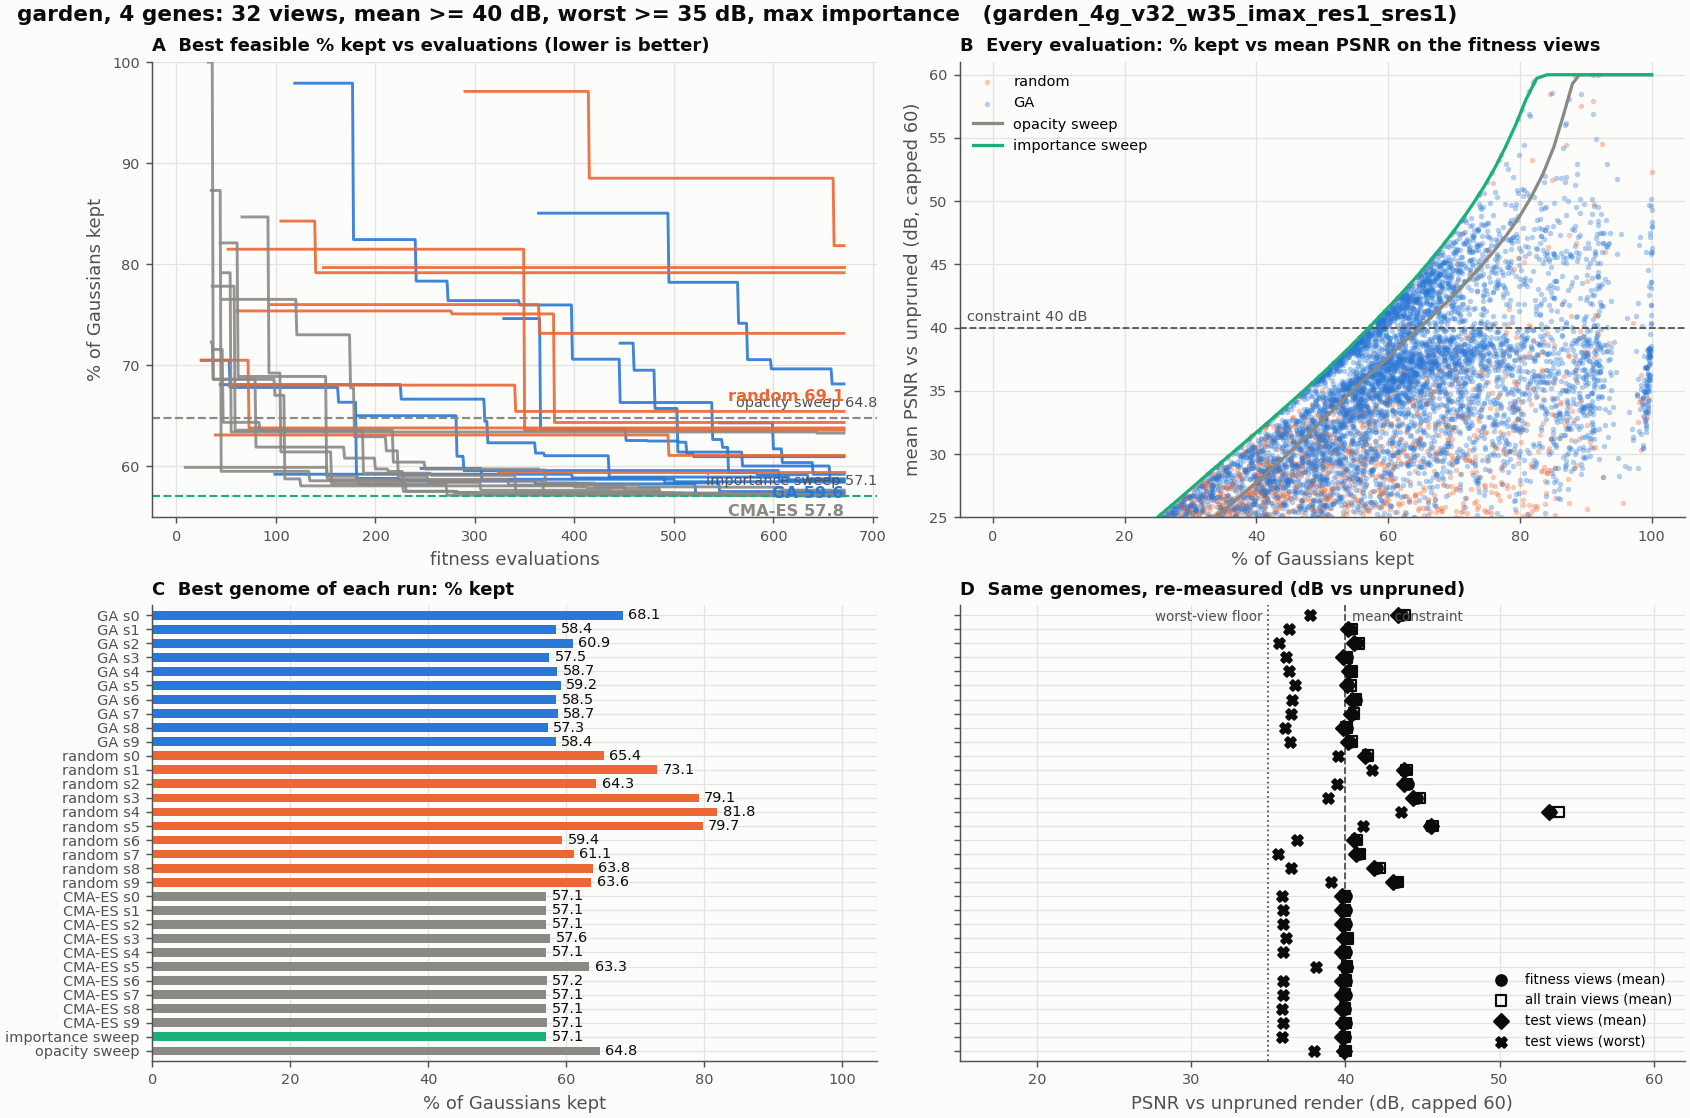 garden, 4 genes: 32 views, mean >= 40 dB, worst >= 35 dB, max importance (garden_4g_v32_w35_imax_res1_sres1)
A Best feasible % kept vs evaluations (lower is better)
100
90
80
70
60
% of Gaussians kept
random 69.1
opacity sweep 64.8
importance sweep 57.1
GA 59.6
CMA-ES 57.8
0 100 200 300 400 500 600 700
fitness evaluations
B Every evaluation: % kept vs mean PSNR on the fitness views
random
GA
opacity sweep
importance sweep
constraint 40 dB
60
55
50
45
40
35
30
25
mean PSNR vs unpruned (dB, capped 60)
0 20 40 60 80 100
% of Gaussians kept
C Best genome of each run: % kept
GA s0 68.1
GA s1 58.4
GA s2 60.9
GA s3 57.5
GA s4 58.7
GA s5 59.2
GA s6 58.5
GA s7 58.7
GA s8 57.3
GA s9 58.4
random s0 65.4
random s1 73.1
random s2 64.3
random s3 79.1
random s4 81.8
random s5 79.7
random s6 59.4
random s7 61.1
random s8 63.8
random s9 63.6
CMA-ES s0 57.1
CMA-ES s1 57.1
CMA-ES s2 57.1
CMA-ES s3 57.6
CMA-ES s4 57.1
CMA-ES s5 63.3
CMA-ES s6 57.2
CMA-ES s7 57.1
CMA-ES s8 57.1
CMA-ES s9 57.1
importance sweep 57.1
opacity sweep 64.8
0 20 40 60 80 100
% of Gaussians kept
D Same genomes, re-measured (dB vs unpruned)
worst-view floor
mean constraint
fitness views (mean)
all train views (mean)
test views (mean)
test views (worst)
20 30 40 50 60
PSNR vs unpruned render (dB, capped 60)